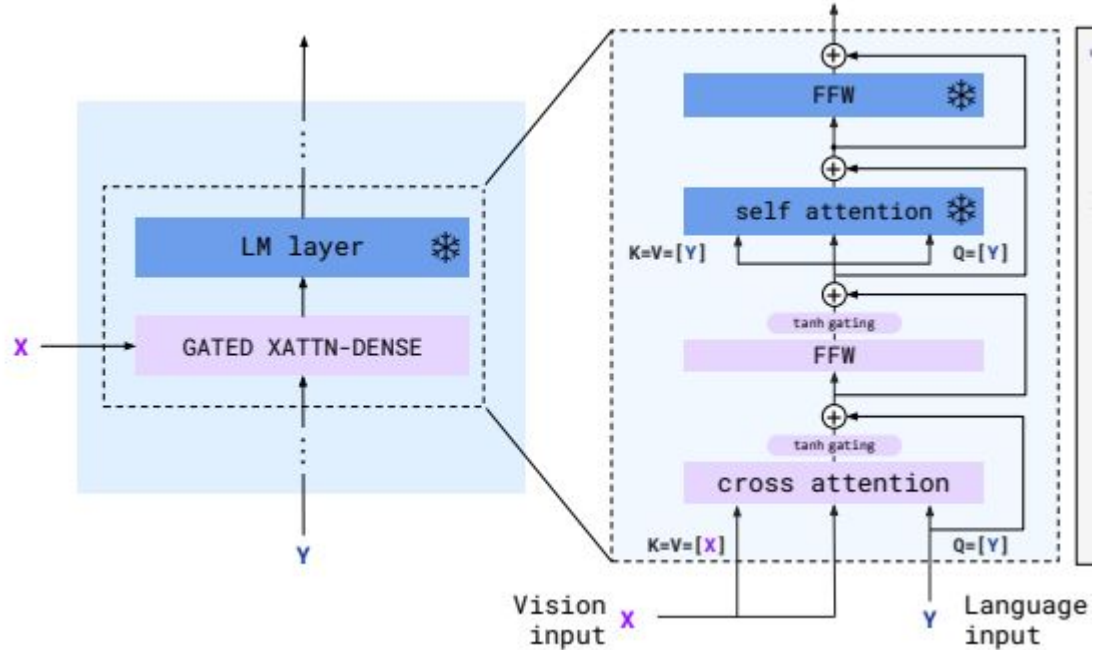 LM layer
X
GATED XATTN-DENSE
Y
FFW
self attention
K=V=[Y]
Q=[Y]
tanh gating
FFW
tanh gating
cross attention
K=V=[X]
Q=[Y]
Vision
input
X
Y
Language
input